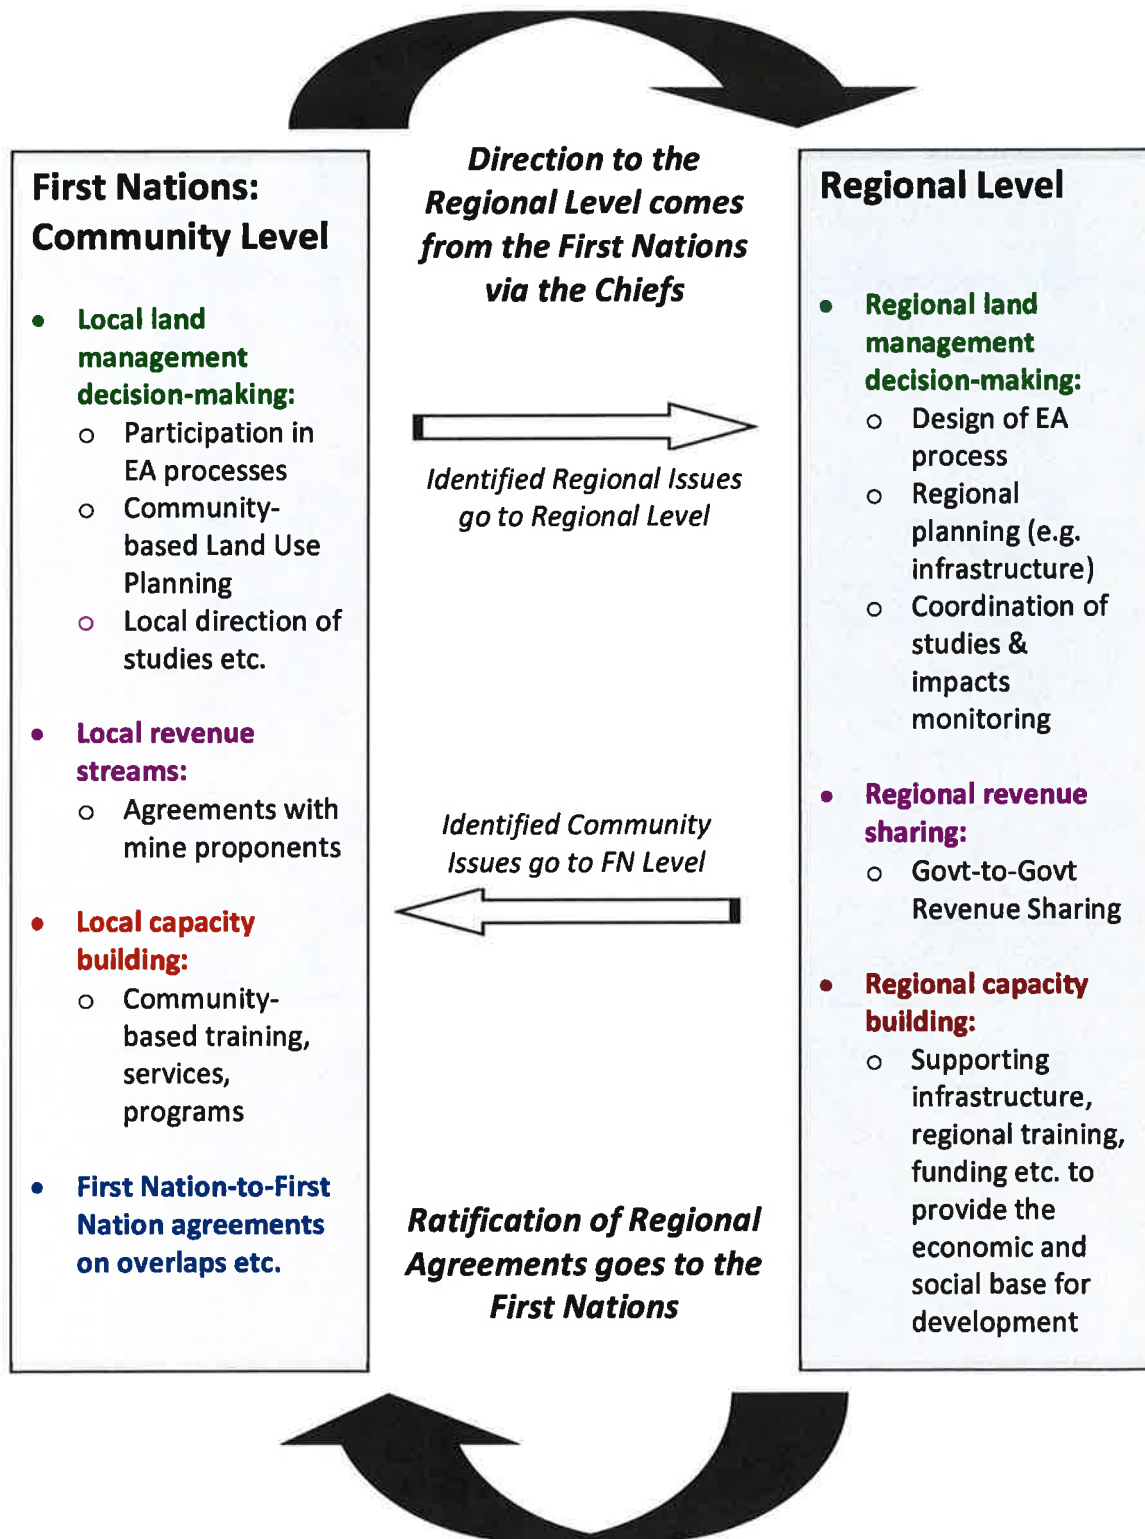 First Nations:
Community Level
• Local land
management
decision-making:
o Participation in
EA processes
o Community-
based Land Use
Planning
o Local direction of
studies etc.
• Local revenue
streams:
o Agreements with
mine proponents
• Local capacity
building:
o Community-
based training,
services,
programs
• First Nation-to-First
Nation agreements
on overlaps etc.
Direction to the
Regional Level comes
from the First Nations
via the Chiefs
Identified Regional Issues
go to Regional Level
Identified Community
Issues go to FN Level
Ratification of Regional
Agreements goes to the
First Nations
Regional Level
• Regional land
management
decision-making:
o Design of EA
process
o Regional
planning (e.g.
infrastructure)
o Coordination of
studies &
impacts
monitoring
• Regional revenue
sharing:
o Govt-to-Govt
Revenue Sharing
• Regional capacity
building:
o Supporting
infrastructure,
regional training,
funding etc. to
provide the
economic and
social base for
development